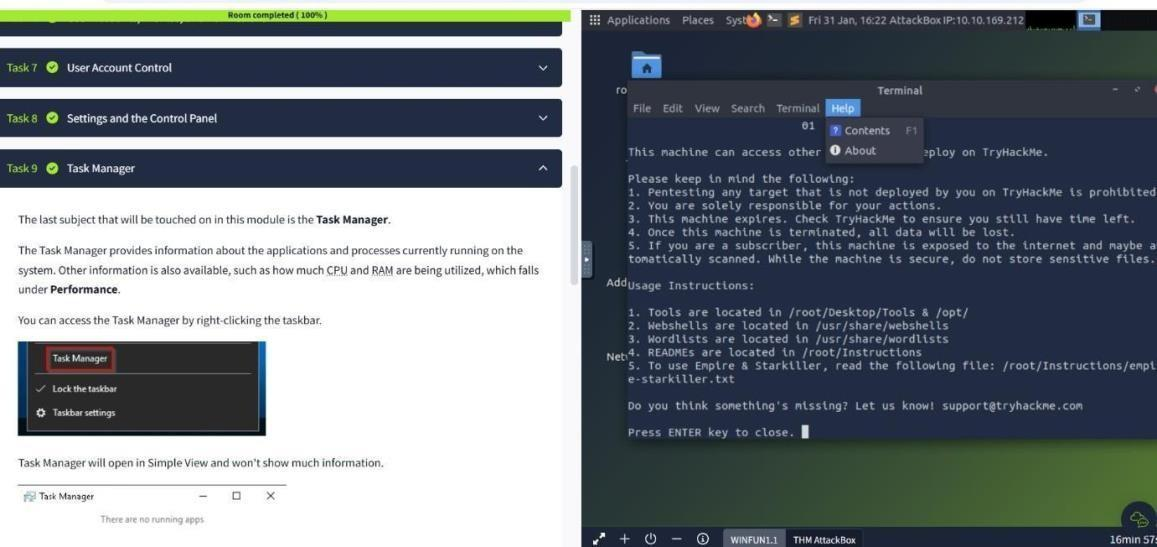 Room completed ( 100% )
Task 7 User Account Control
Task 8 Settings and the Control Panel
Task 9 Task Manager
The last subject that will be touched on in this module is the Task Manager.
The Task Manager provides information about the applications and processes currently running on the
system. Other information is also available, such as how much CPU and RAM are being utilized, which falls
under Performance.
You can access the Task Manager by right-clicking the taskbar.
Task Manager
Lock the taskbar
Taskbar settings
Task Manager will open in Simple View and won't show much information.
Task Manager
There are no running apps
Applications Places Syst Fri 31 Jan, 16:22 AttackBox IP:10.10.169.212
ro
Terminal
File Edit View Search Terminal Help
01
Contents F1
About
This machine can access other eploy on TryHackMe.
Please keep in mind the following:
1. Pentesting any target that is not deployed by you on TryHackMe is prohibited
2. You are solely responsible for your actions.
3. This machine expires. Check TryHackMe to ensure you still have time left.
4. Once this machine is terminated, all data will be lost.
5. If you are a subscriber, this machine is exposed to the internet and maybe a
tomatically scanned. While the machine is secure, do not store sensitive files.
Add
Usage Instructions:
1. Tools are located in /root/Desktop/Tools & /opt/
2. Webshells are located in /usr/share/webshells
3. Wordlists are located in /usr/share/wordlists
Net
4. READMEs are located in /root/Instructions
5. To use Empire & Starkiller, read the following file: /root/Instructions/empi
e-starkiller.txt
Do you think something's missing? Let us know! support@tryhackme.com
Press ENTER key to close.
WINFUN1.1 THM AttackBox 16min 57s